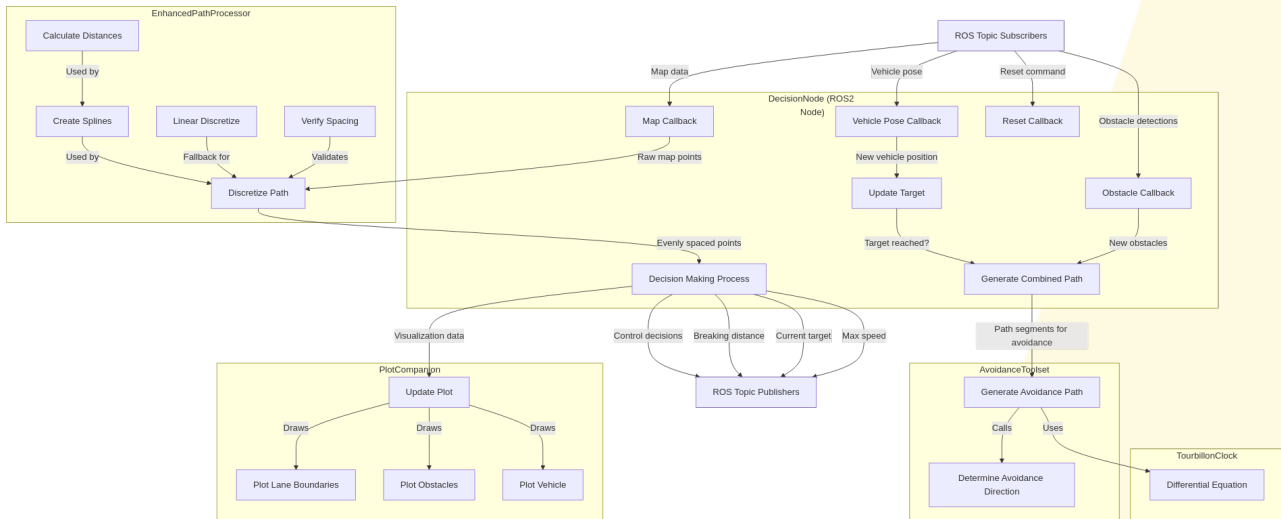 EnhancedPathProcessor
Calculate Distances
ROS Topic Subscribers
Used by
Map data
Vehicle pose
Reset command
DecisionNode (ROS2
Node)
Create Splines
Linear Discretize
Verify Spacing
Map Callback
Vehicle Pose Callback
Reset Callback
Obstacle detections
Used by
Fallback for
Validates
Raw map points
New vehicle position
Discretize Path
Update Target
Obstacle Callback
Evenly spaced points
Target reached?
New obstacles
Decision Making Process
Generate Combined Path
Visualization data
Control decisions
Breaking distance
Current target
Max speed
Path segments for
avoidance
PlotCompanion
AvoidanceToolset
Update Plot
ROS Topic Publishers
Generate Avoidance Path
Draws
Draws
Draws
Calls
Uses
TourbillonClock
Plot Lane Boundaries
Plot Obstacles
Plot Vehicle
Determine Avoidance
Direction
Differential Equation